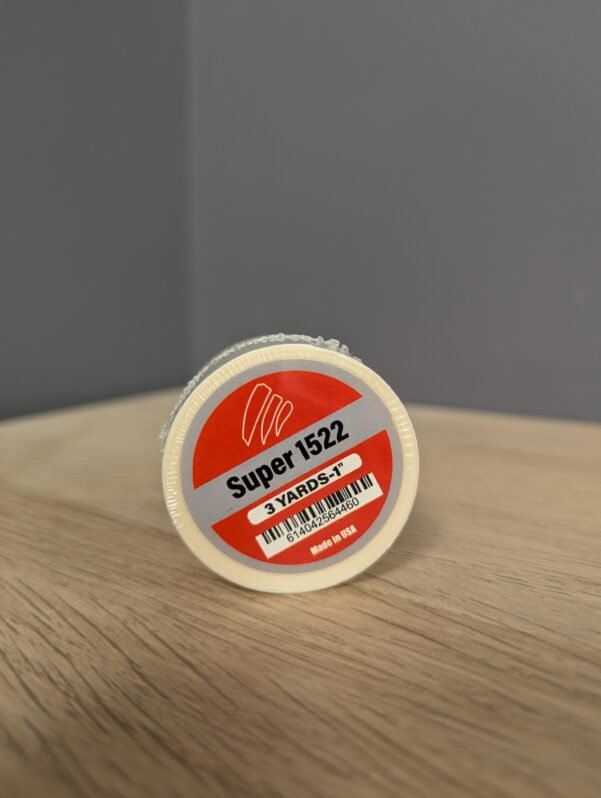 Super 1522
3 YARDS-1"
614042564460
Made in USA